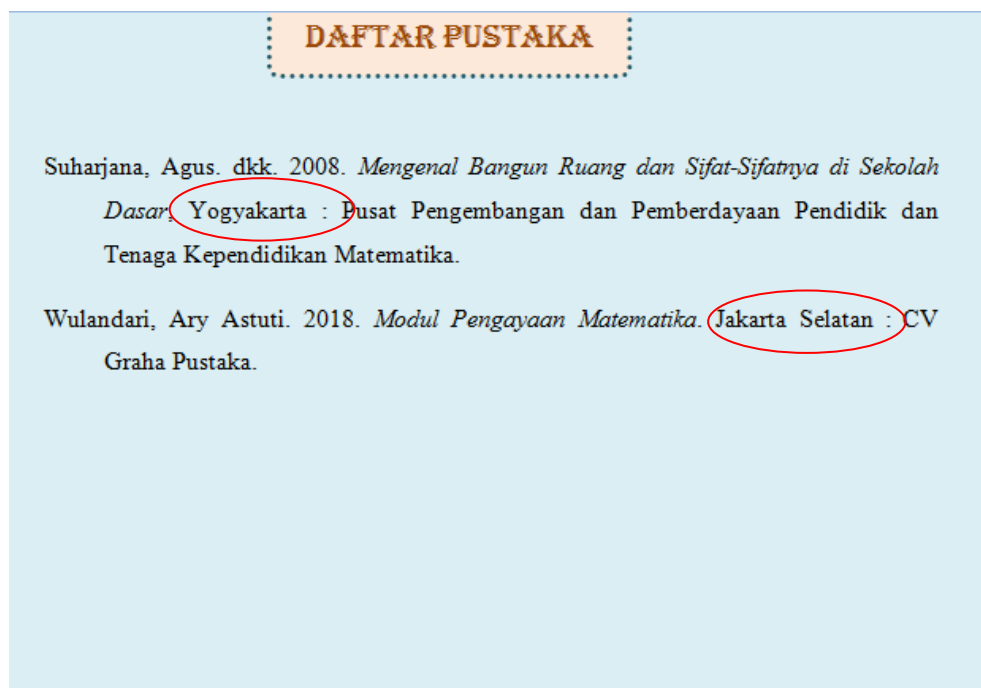 DAFTAR PUSTAKA
Suharjana, Agus. dkk. 2008. Mengenal Bangun Ruang dan Sifat-Sifatnya di Sekolah
Dasar, Yogyakarta : Pusat Pengembangan dan Pemberdayaan Pendidik dan
Tenaga Kependidikan Matematika.
Wulandari, Ary Astuti. 2018. Modul Pengayaan Matematika. Jakarta Selatan : CV
Graha Pustaka.